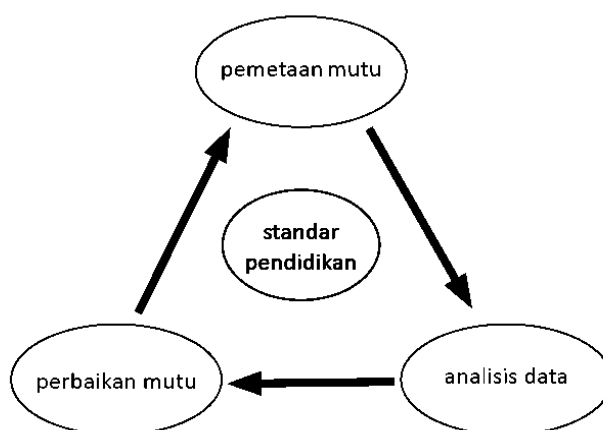 pemetaan mutu
standar
pendidikan
perbaikan mutu
analisis data